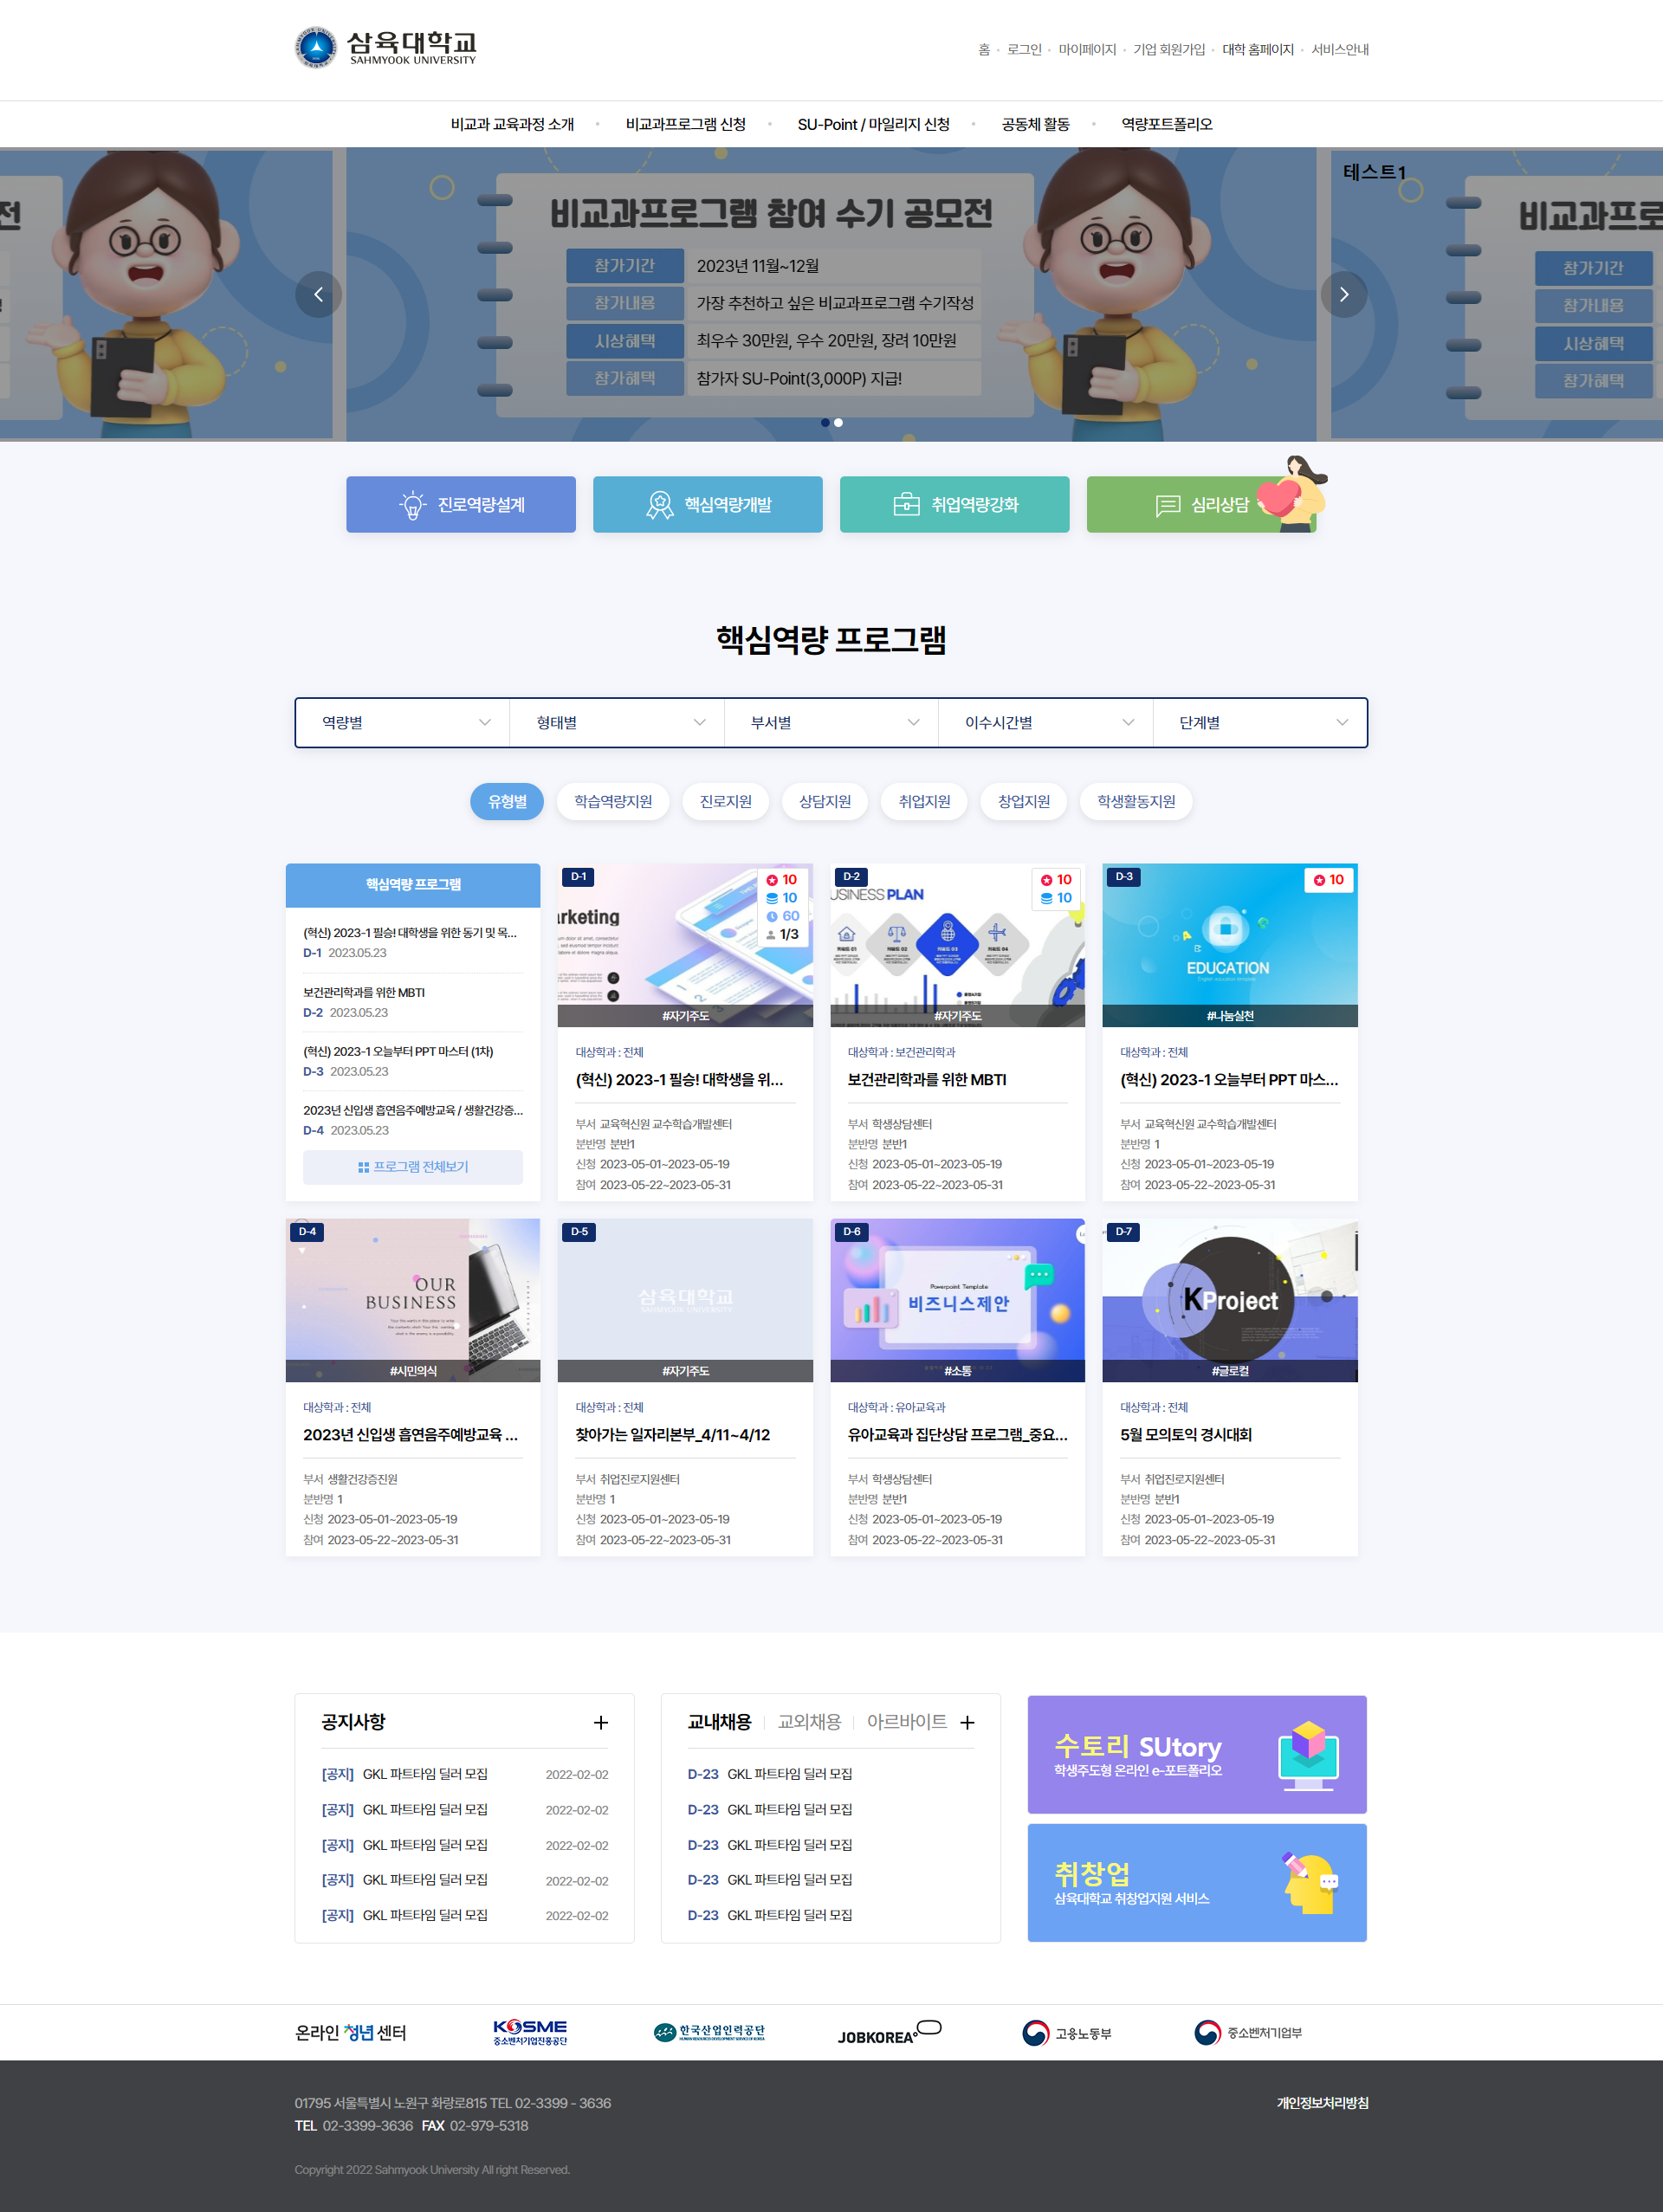 삼육대학교
SAHMYOOK UNIVERSITY
홈 로그인 마이페이지 기업 회원가입 대학 홈페이지 서비스안내
비교과 교육과정 소개 비교과프로그램 신청 SU-Point / 마일리지 신청 공동체 활동 역량포트폴리오
테스트1
비교과프로그램 참여 수기 공모전
참가기간 2023년 11월~12월
참가내용 가장 추천하고 싶은 비교과프로그램 수기작성
시상혜택 최우수 30만원, 우수 20만원, 장려 10만원
참가혜택 참가자 SU-Point(3,000P) 지급!
전
비교과프로
참가기간
참가내용
시상혜택
참가혜택
진로역량설계 핵심역량개발 취업역량강화 심리상담
핵심역량 프로그램
역량별 형태별 부서별 이수시간별 단계별
유형별 학습역량지원 진로지원 상담지원 취업지원 창업지원 학생활동지원
핵심역량 프로그램
(혁신) 2023-1 필승! 대학생을 위한 동기 및 목...
D-1 2023.05.23
보건관리학과를 위한 MBTI
D-2 2023.05.23
(혁신) 2023-1 오늘부터 PPT 마스터 (1차)
D-3 2023.05.23
2023년 신입생 흡연음주예방교육 / 생활건강증...
D-4 2023.05.23
프로그램 전체보기
D-1
10
10
60
1/3
rketing
#자기주도
대상학과 : 전체
(혁신) 2023-1 필승! 대학생을 위...
부서 교육혁신원 교수학습개발센터
분반명 분반1
신청 2023-05-01~2023-05-19
참여 2023-05-22~2023-05-31
D-2
10
10
USINESS PLAN
키워드 01 키워드 02 키워드 03 키워드 04
#자기주도
대상학과 : 보건관리학과
보건관리학과를 위한 MBTI
부서 학생상담센터
분반명 분반1
신청 2023-05-01~2023-05-19
참여 2023-05-22~2023-05-31
D-3
10
EDUCATION
#나눔실천
대상학과 : 전체
(혁신) 2023-1 오늘부터 PPT 마스...
부서 교육혁신원 교수학습개발센터
분반명 1
신청 2023-05-01~2023-05-19
참여 2023-05-22~2023-05-31
D-4
OUR
BUSINESS
#시민의식
대상학과 : 전체
2023년 신입생 흡연음주예방교육 ...
부서 생활건강증진원
분반명 1
신청 2023-05-01~2023-05-19
참여 2023-05-22~2023-05-31
D-5
삼육대학교
SAHMYOOK UNIVERSITY
#자기주도
대상학과 : 전체
찾아가는 일자리본부_4/11~4/12
부서 취업진로지원센터
분반명 1
신청 2023-05-01~2023-05-19
참여 2023-05-22~2023-05-31
D-6
Powerpoint Template
비즈니스제안
#소통
대상학과 : 유아교육과
유아교육과 집단상담 프로그램_중요...
부서 학생상담센터
분반명 분반1
신청 2023-05-01~2023-05-19
참여 2023-05-22~2023-05-31
D-7
KProject
#글로컬
대상학과 : 전체
5월 모의토익 경시대회
부서 취업진로지원센터
분반명 분반1
신청 2023-05-01~2023-05-19
참여 2023-05-22~2023-05-31
공지사항
[공지] GKL 파트타임 딜러 모집 2022-02-02
[공지] GKL 파트타임 딜러 모집 2022-02-02
[공지] GKL 파트타임 딜러 모집 2022-02-02
[공지] GKL 파트타임 딜러 모집 2022-02-02
[공지] GKL 파트타임 딜러 모집 2022-02-02
교내채용 교외채용 아르바이트
D-23 GKL 파트타임 딜러 모집
D-23 GKL 파트타임 딜러 모집
D-23 GKL 파트타임 딜러 모집
D-23 GKL 파트타임 딜러 모집
D-23 GKL 파트타임 딜러 모집
수토리 SUtory
학생주도형 온라인 e-포트폴리오
취창업
삼육대학교 취창업지원 서비스
온라인 청년 센터
KOSME
중소벤처기업진흥공단
한국산업인력공단
HUMAN RESOURCES DEVELOPMENT SERVICE OF KOREA
JOBKOREA
고용노동부
중소벤처기업부
01795 서울특별시 노원구 화랑로815 TEL 02-3399 - 3636
TEL 02-3399-3636 FAX 02-979-5318
개인정보처리방침
Copyright 2022 Sahmyook University All right Reserved.